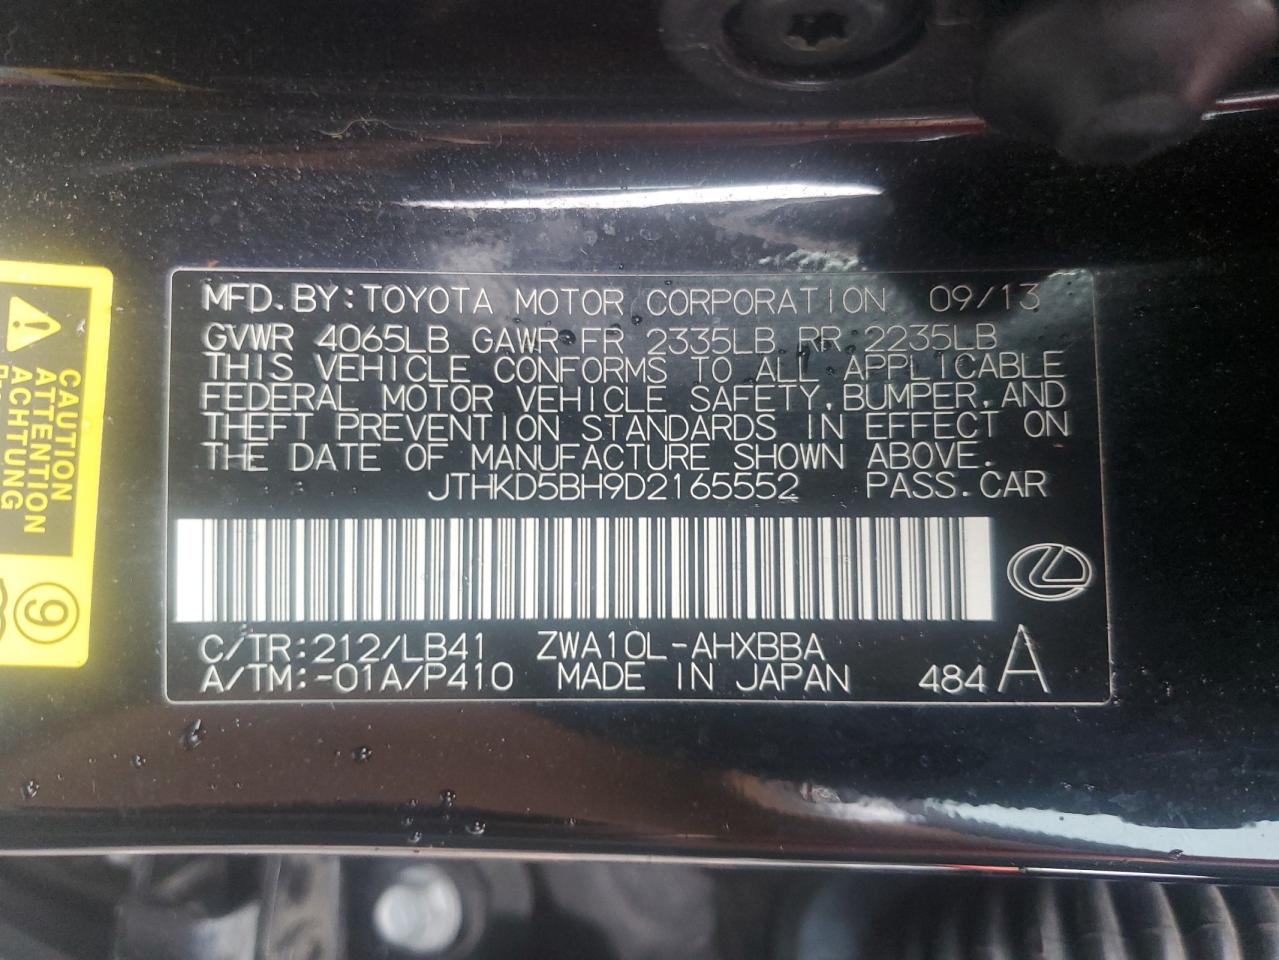 MFD. BY: TOYOTA MOTOR CORPORATION 09/13
GVWR 4065LB GAWR FR 2335LB RR 2235LB
THIS VEHICLE CONFORMS TO ALL APPLICABLE
FEDERAL MOTOR VEHICLE SAFETY, BUMPER, AND
THEFT PREVENTION STANDARDS IN EFFECT ON
THE DATE OF MANUFACTURE SHOWN ABOVE.
JTHKD5BH9D2165552 PASS. CAR
C/TR: 212/LB41 ZWA10L-AHXBBA
A/TM: -01A/P410 MADE IN JAPAN 484 A
CAUTION
ATTENTION
ACHTUNG
9